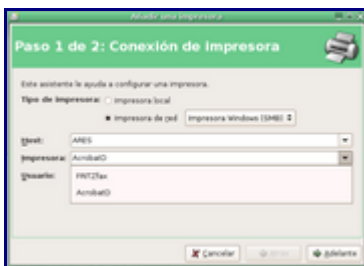 Añadir una impresora
Paso 1 de 2: Conexión de impresora
Este asistente le ayuda a configurar una impresora.
Tipo de impresora: impresora local
impresora de red Impresora Windows (SMB)
Host: ARES
Impresora: AcrobatD
Usuario: FNT2fax
AcrobatD
Cancelar Atrás Adelante